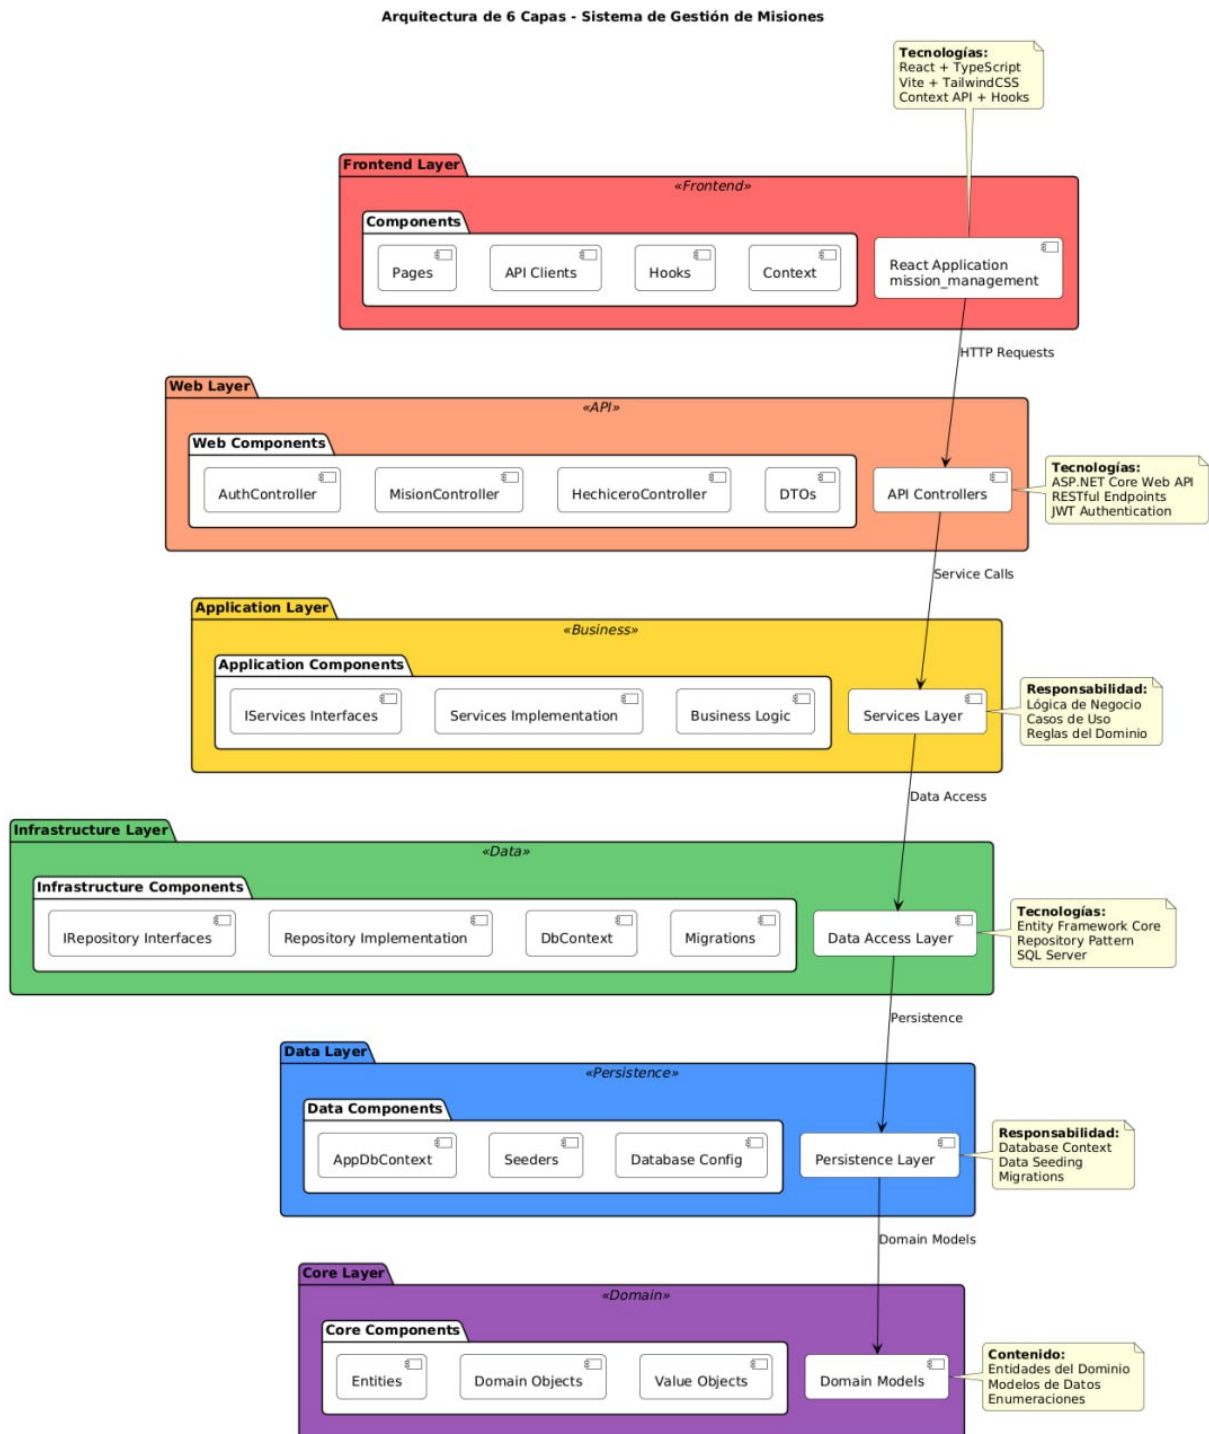 Arquitectura de 6 Capas - Sistema de Gestión de Misiones
Tecnologías:
React + TypeScript
Vite + TailwindCSS
Context API + Hooks
Frontend Layer
«Frontend»
Components
Pages
API Clients
Hooks
Context
React Application
mission_management
HTTP Requests
Web Layer
«API»
Web Components
AuthController
MisionController
HechiceroController
DTOs
API Controllers
Tecnologías:
ASP.NET Core Web API
RESTful Endpoints
JWT Authentication
Service Calls
Application Layer
«Business»
Application Components
IServices Interfaces
Services Implementation
Business Logic
Services Layer
Responsabilidad:
Lógica de Negocio
Casos de Uso
Reglas del Dominio
Data Access
Infrastructure Layer
«Data»
Infrastructure Components
IRepository Interfaces
Repository Implementation
DbContext
Migrations
Data Access Layer
Tecnologías:
Entity Framework Core
Repository Pattern
SQL Server
Persistence
Data Layer
«Persistence»
Data Components
AppDbContext
Seeders
Database Config
Persistence Layer
Responsabilidad:
Database Context
Data Seeding
Migrations
Domain Models
Core Layer
«Domain»
Core Components
Entities
Domain Objects
Value Objects
Domain Models
Contenido:
Entidades del Dominio
Modelos de Datos
Enumeraciones